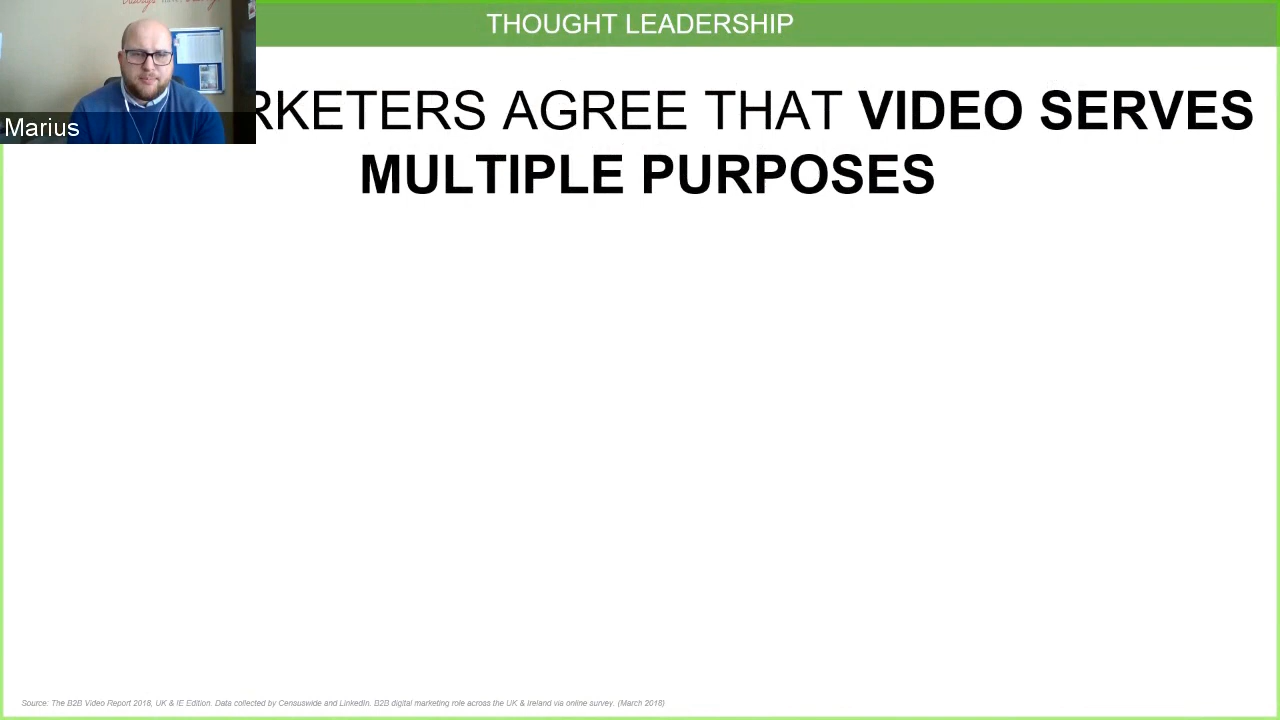 THOUGHT LEADERSHIP
Marius
RKETERS AGREE THAT VIDEO SERVES
MULTIPLE PURPOSES
Source: The B2B Video Report 2018, UK & IE Edition. Data collected by Censuswide and LinkedIn. B2B digital marketing role across the UK & Ireland via online survey. (March 2018)